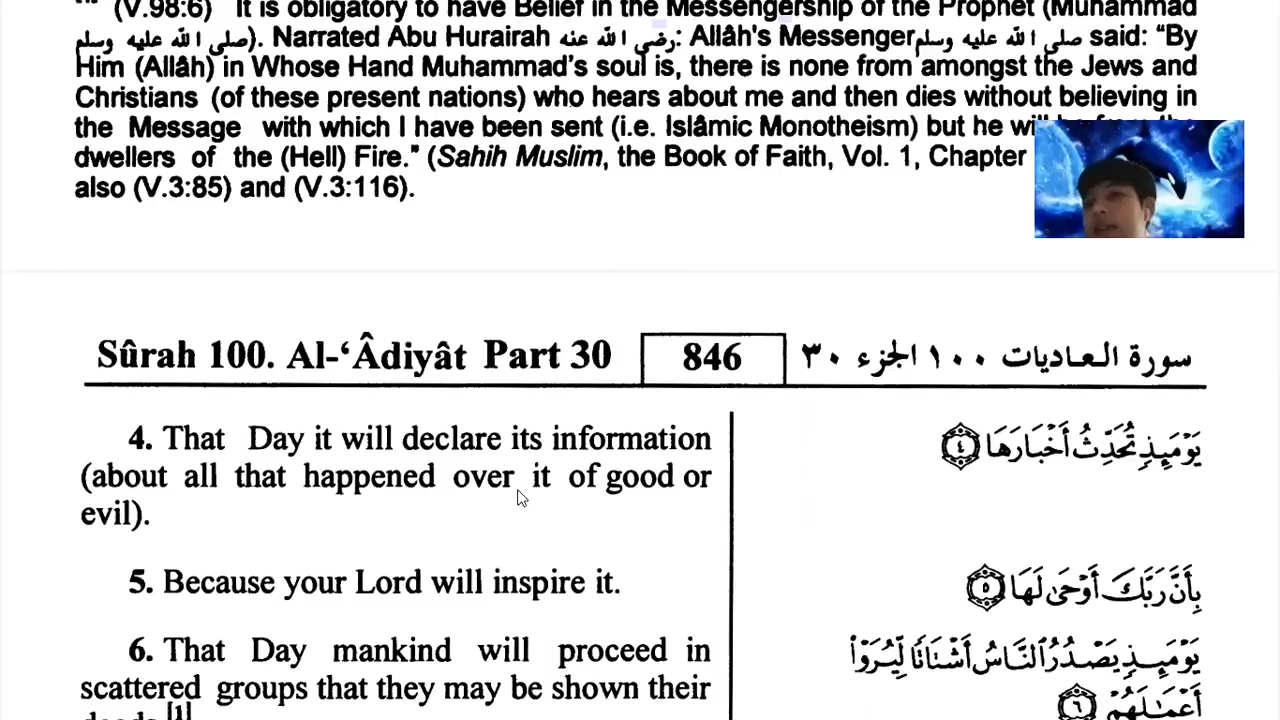 (V.98:6) It is obligatory to have Belief in the Messengership of the Prophet (Muhammad
صلى الله عليه وسلم). Narrated Abu Hurairah رضي الله عنه: Allâh's Messenger صلى الله عليه وسلم said: “By
Him (Allâh) in Whose Hand Muhammad's soul is, there is none from amongst the Jews and
Christians (of these present nations) who hears about me and then dies without believing in
the Message with which I have been sent (i.e. Islâmic Monotheism) but he
dwellers of the (Hell) Fire.” (Sahih Muslim, the Book of Faith, Vol. 1, Chapter
also (V.3:85) and (V.3:116).
Sûrah 100. Al-‘Âdiyât Part 30 846 سورة العاديات ١٠٠ الجزء ٣٠
4. That Day it will declare its information
(about all that happened over it of good or
evil).
يَوْمَئِذٍ تُحَدِّثُ أَخْبَارَهَا ٤
5. Because your Lord will inspire it.
بِأَنَّ رَبَّكَ أَوْحَىٰ لَهَا ٥
6. That Day mankind will proceed in
scattered groups that they may be shown their
يَوْمَئِذٍ يَصْدُرُ ٱلنَّاسُ أَشْتَاتًا لِّيُرَوْا۟
أَعْمَٰلَهُمْ ٦